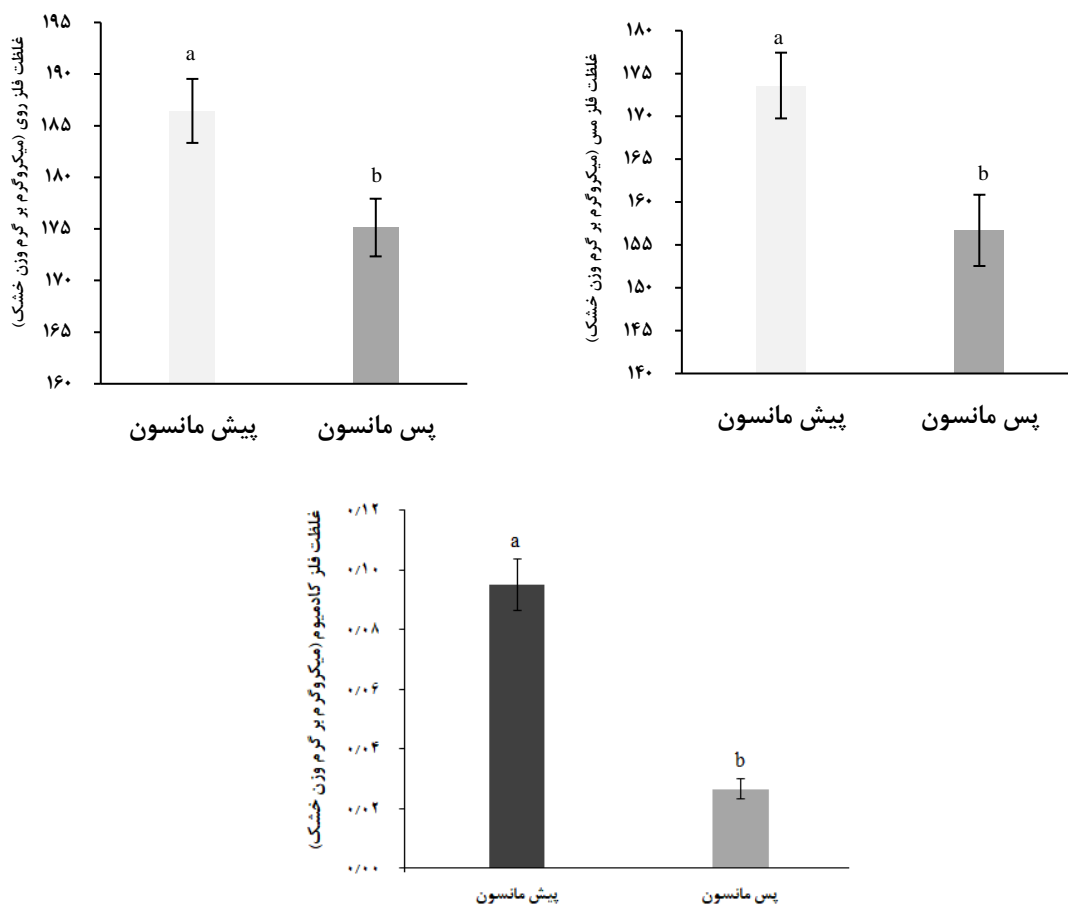 غلظت فلز روی (میکروگرم بر گرم وزن خشک)
۱۹۵
۱۹۰
۱۸۵
۱۸۰
۱۷۵
۱۷۰
۱۶۵
۱۶۰
a
b
پیش مانسون
پس مانسون
غلظت فلز مس (میکروگرم بر گرم وزن خشک)
۱۸۰
۱۷۵
۱۷۰
۱۶۵
۱۶۰
۱۵۵
۱۵۰
۱۴۵
۱۴۰
a
b
پیش مانسون
پس مانسون
غلظت فلز کادمیوم (میکروگرم بر گرم وزن خشک)
۰/۱۲
۰/۱۰
۰/۰۸
۰/۰۶
۰/۰۴
۰/۰۲
۰/۰۰
a
b
پیش مانسون
پس مانسون